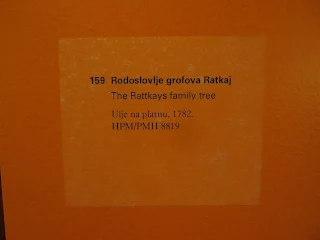 159 Rodoslovlje grofova Ratkaj
The Rattkays family tree
Ulje na platnu, 1782.
HPM/PMH 8819